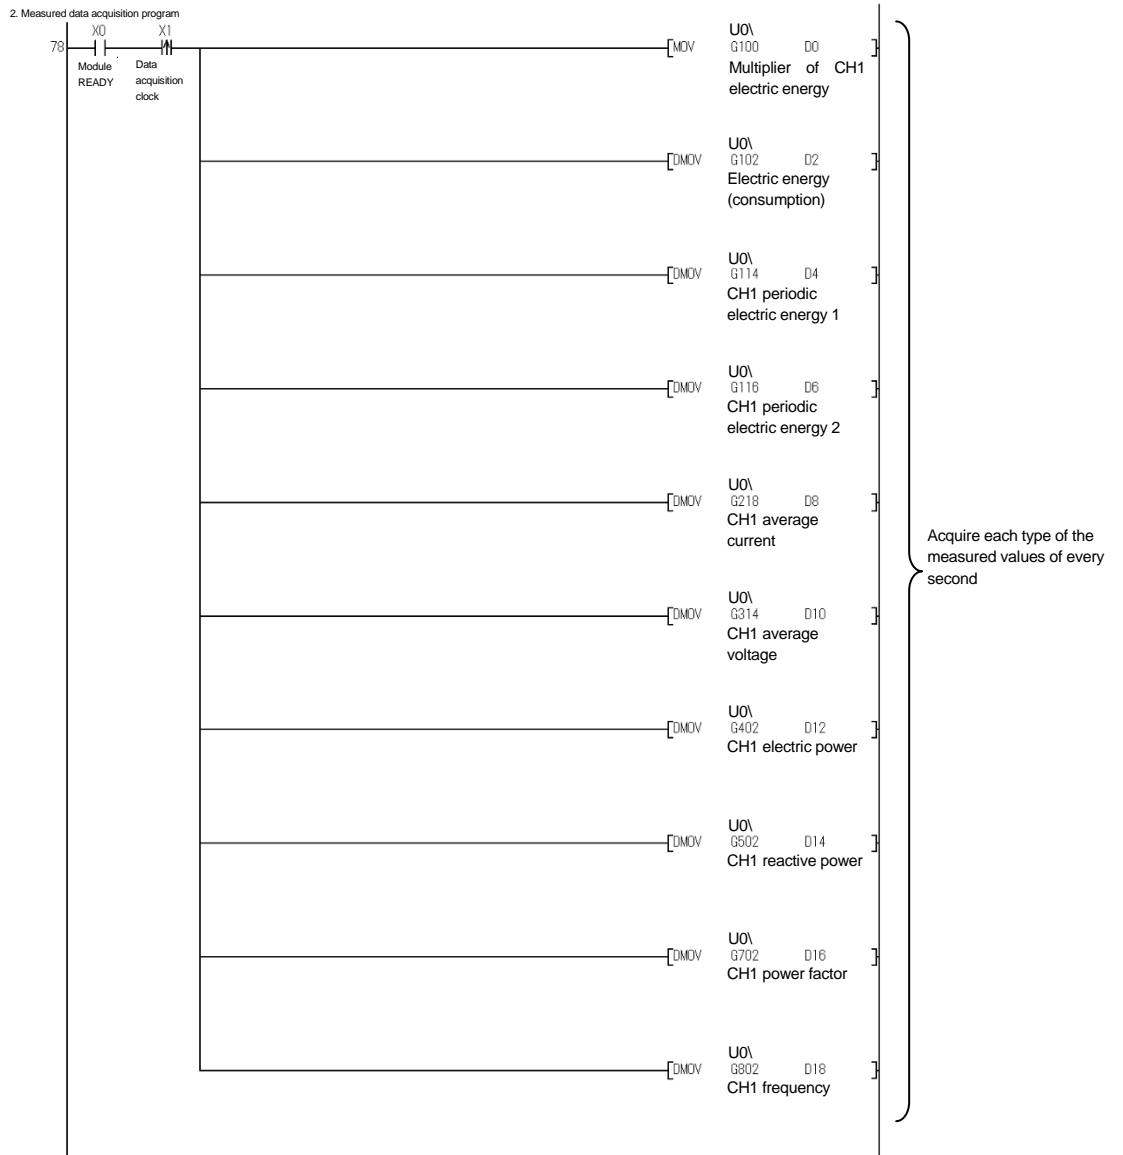 2. Measured data acquisition program
X0 X1
78
Module READY
Data acquisition clock
[MOV U0\ G100 D0 ]
Multiplier of CH1
electric energy
[DMOV U0\ G102 D2 ]
Electric energy
(consumption)
[DMOV U0\ G114 D4 ]
CH1 periodic
electric energy 1
[DMOV U0\ G116 D6 ]
CH1 periodic
electric energy 2
[DMOV U0\ G218 D8 ]
CH1 average
current
[DMOV U0\ G314 D10 ]
CH1 average
voltage
[DMOV U0\ G402 D12 ]
CH1 electric power
[DMOV U0\ G502 D14 ]
CH1 reactive power
[DMOV U0\ G702 D16 ]
CH1 power factor
[DMOV U0\ G802 D18 ]
CH1 frequency
Acquire each type of the
measured values of every
second